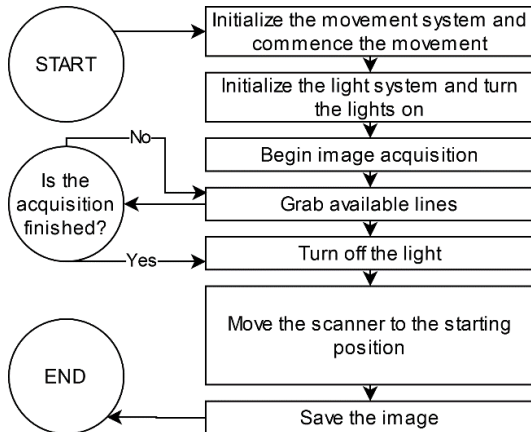 START
Initialize the movement system and
commence the movement
Initialize the light system and turn
the lights on
No
Begin image acquisition
Is the
acquisition
finished?
Grab available lines
Yes
Turn off the light
Move the scanner to the starting
position
END
Save the image